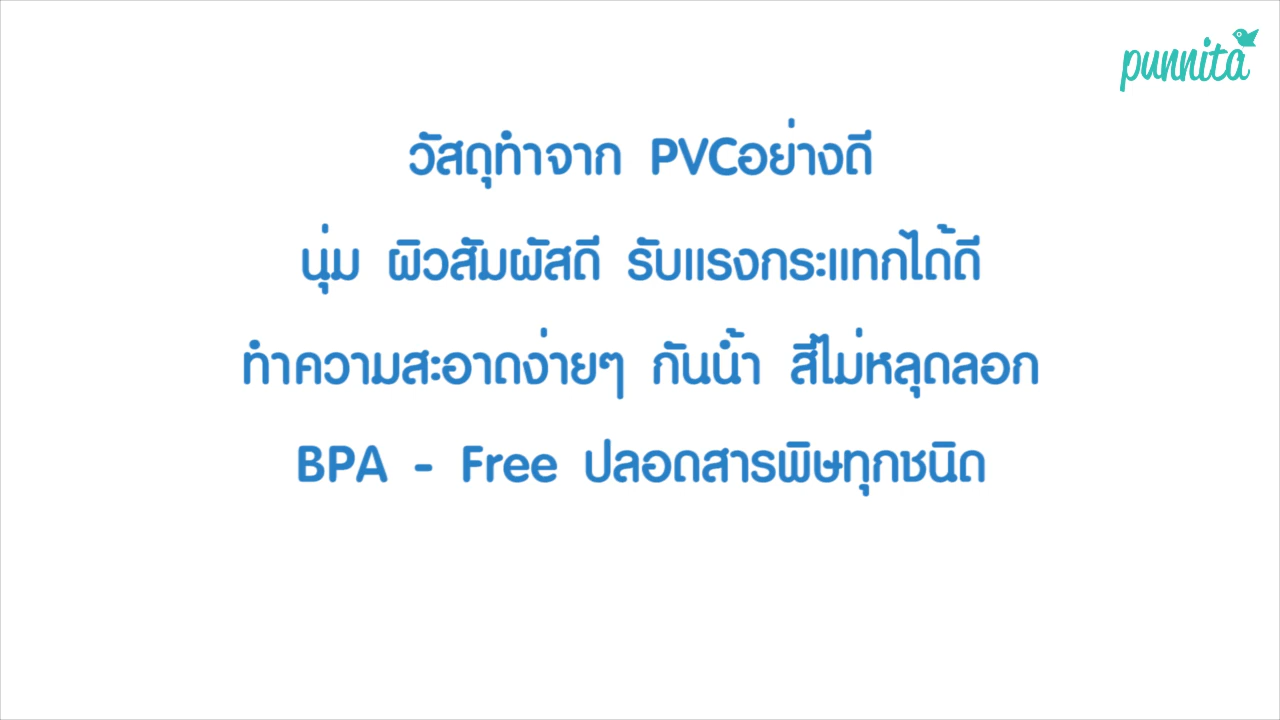 punnita
วัสดุทำจาก PVCอย่างดี
นุ่ม ผิวสัมผัสดี รับแรงกระแทกได้ดี
ทำความสะอาดง่ายๆ กันน้ำ สีไม่หลุดลอก
BPA - Free ปลอดสารพิษทุกชนิด